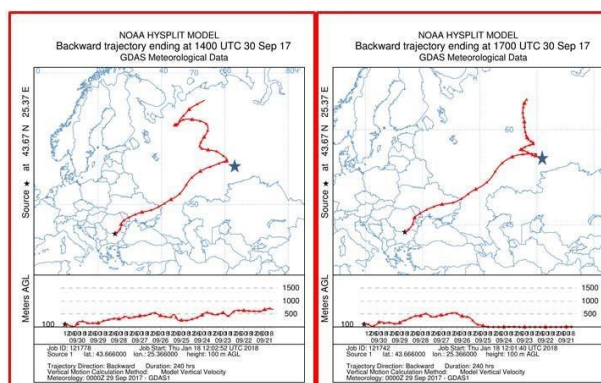 NOAA HYSPLIT MODEL
Backward trajectory ending at 1400 UTC 30 Sep 17
GDAS Meteorological Data
Source ★ at 43.67 N 25.37 E
Meters AGL
1500
1000
500
100
09/30 09/29 09/28 09/27 09/26 09/25 09/24 09/23 09/22 09/21
Job ID: 121778 Job Start: Thu Jan 18 12:02:52 UTC 2018
Source 1 lat.: 43.666000 lon.: 25.366000 height: 100 m AGL
Trajectory Direction: Backward Duration: 240 hrs
Vertical Motion Calculation Method: Model Vertical Velocity
Meteorology: 0000Z 29 Sep 2017 - GDAS1
NOAA HYSPLIT MODEL
Backward trajectory ending at 1700 UTC 30 Sep 17
GDAS Meteorological Data
Source ★ at 43.67 N 25.37 E
60
Meters AGL
1500
1000
500
100
09/30 09/29 09/28 09/27 09/26 09/25 09/24 09/23 09/22 09/21
Job ID: 121742 Job Start: Thu Jan 18 12:01:40 UTC 2018
Source 1 lat.: 43.666000 lon.: 25.366000 height: 100 m AGL
Trajectory Direction: Backward Duration: 240 hrs
Vertical Motion Calculation Method: Model Vertical Velocity
Meteorology: 0000Z 29 Sep 2017 - GDAS1